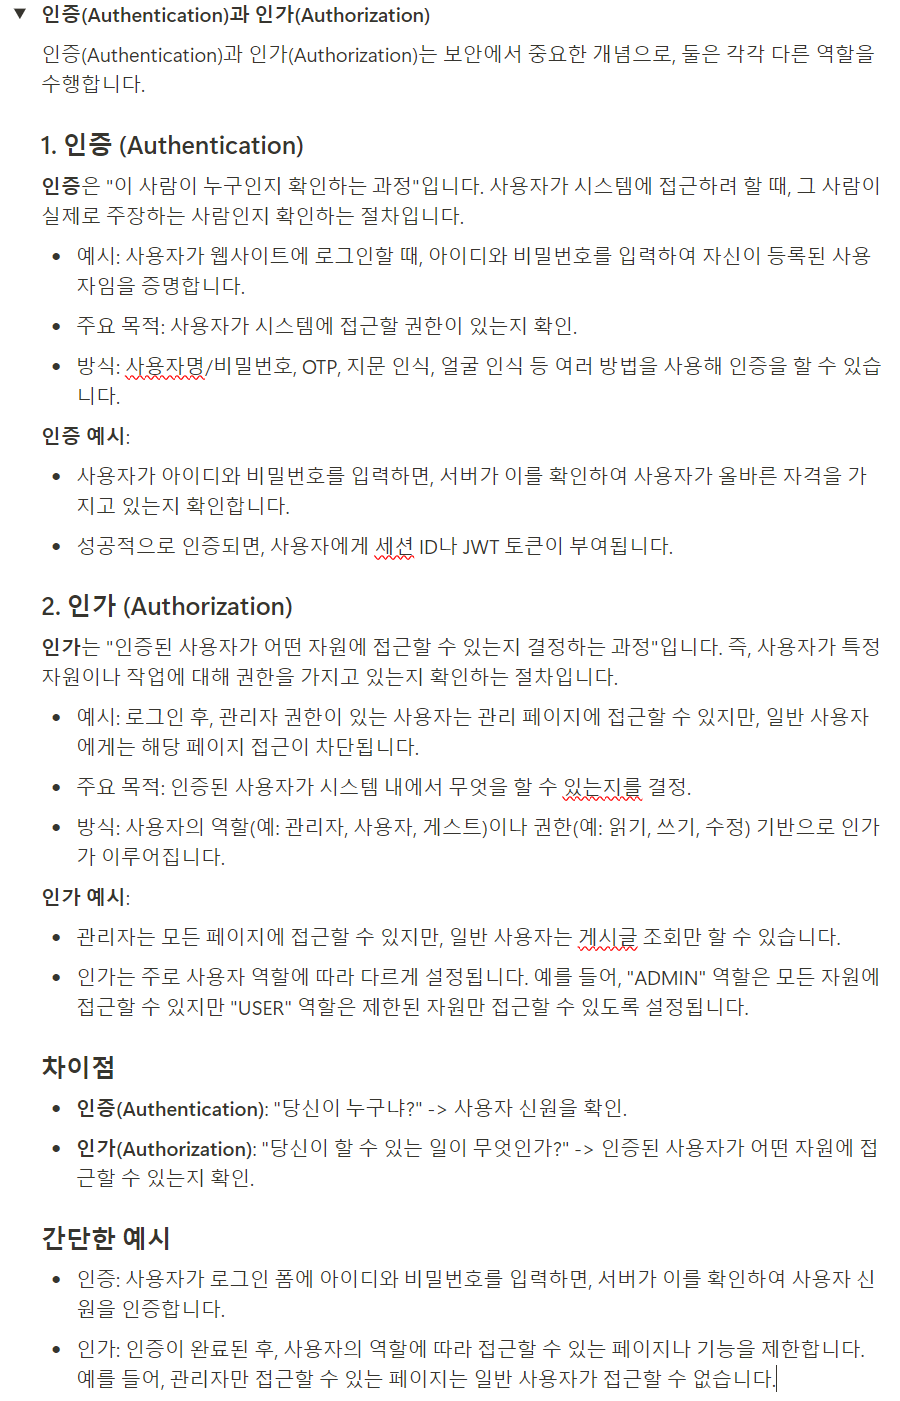 ▼ 인증(Authentication)과 인가(Authorization)
인증(Authentication)과 인가(Authorization)는 보안에서 중요한 개념으로, 둘은 각각 다른 역할을
수행합니다.
1. 인증 (Authentication)
인증은 "이 사람이 누구인지 확인하는 과정"입니다. 사용자가 시스템에 접근하려 할 때, 그 사람이
실제로 주장하는 사람인지 확인하는 절차입니다.
• 예시: 사용자가 웹사이트에 로그인할 때, 아이디와 비밀번호를 입력하여 자신이 등록된 사용
자임을 증명합니다.
• 주요 목적: 사용자가 시스템에 접근할 권한이 있는지 확인.
• 방식: 사용자명/비밀번호, OTP, 지문 인식, 얼굴 인식 등 여러 방법을 사용해 인증을 할 수 있습
니다.
인증 예시:
• 사용자가 아이디와 비밀번호를 입력하면, 서버가 이를 확인하여 사용자가 올바른 자격을 가
지고 있는지 확인합니다.
• 성공적으로 인증되면, 사용자에게 세션 ID나 JWT 토큰이 부여됩니다.
2. 인가 (Authorization)
인가는 "인증된 사용자가 어떤 자원에 접근할 수 있는지 결정하는 과정"입니다. 즉, 사용자가 특정
자원이나 작업에 대해 권한을 가지고 있는지 확인하는 절차입니다.
• 예시: 로그인 후, 관리자 권한이 있는 사용자는 관리 페이지에 접근할 수 있지만, 일반 사용자
에게는 해당 페이지 접근이 차단됩니다.
• 주요 목적: 인증된 사용자가 시스템 내에서 무엇을 할 수 있는지를 결정.
• 방식: 사용자의 역할(예: 관리자, 사용자, 게스트)이나 권한(예: 읽기, 쓰기, 수정) 기반으로 인가
가 이루어집니다.
인가 예시:
• 관리자는 모든 페이지에 접근할 수 있지만, 일반 사용자는 게시글 조회만 할 수 있습니다.
• 인가는 주로 사용자 역할에 따라 다르게 설정됩니다. 예를 들어, "ADMIN" 역할은 모든 자원에
접근할 수 있지만 "USER" 역할은 제한된 자원만 접근할 수 있도록 설정됩니다.
차이점
• 인증(Authentication): "당신이 누구냐?" -> 사용자 신원을 확인.
• 인가(Authorization): "당신이 할 수 있는 일이 무엇인가?" -> 인증된 사용자가 어떤 자원에 접
근할 수 있는지 확인.
간단한 예시
• 인증: 사용자가 로그인 폼에 아이디와 비밀번호를 입력하면, 서버가 이를 확인하여 사용자 신
원을 인증합니다.
• 인가: 인증이 완료된 후, 사용자의 역할에 따라 접근할 수 있는 페이지나 기능을 제한합니다.
예를 들어, 관리자만 접근할 수 있는 페이지는 일반 사용자가 접근할 수 없습니다.